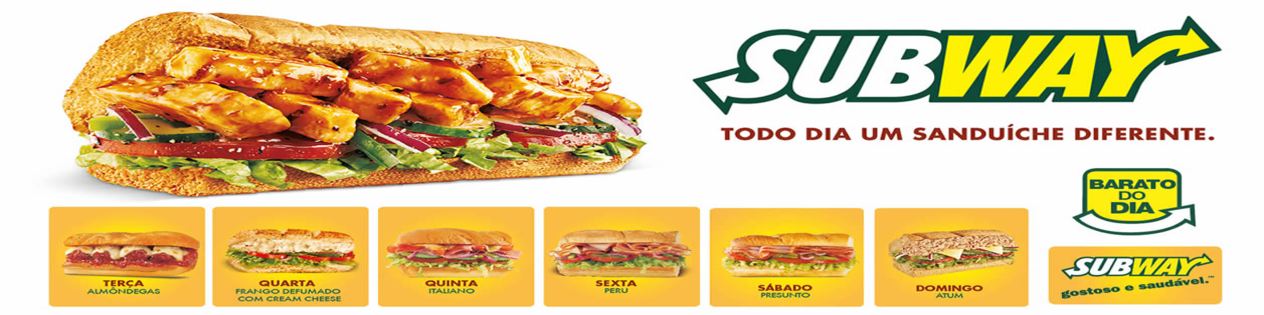 SUBWAY
TODO DIA UM SANDUÍCHE DIFERENTE.
BARATO
DO
DIA
TERÇA
ALMÔNDEGAS
QUARTA
FRANGO DEFUMADO
COM CREAM CHEESE
QUINTA
ITALIANO
SEXTA
PERU
SÁBADO
PRESUNTO
DOMINGO
ATUM
SUBWAY
gostoso e saudável.™